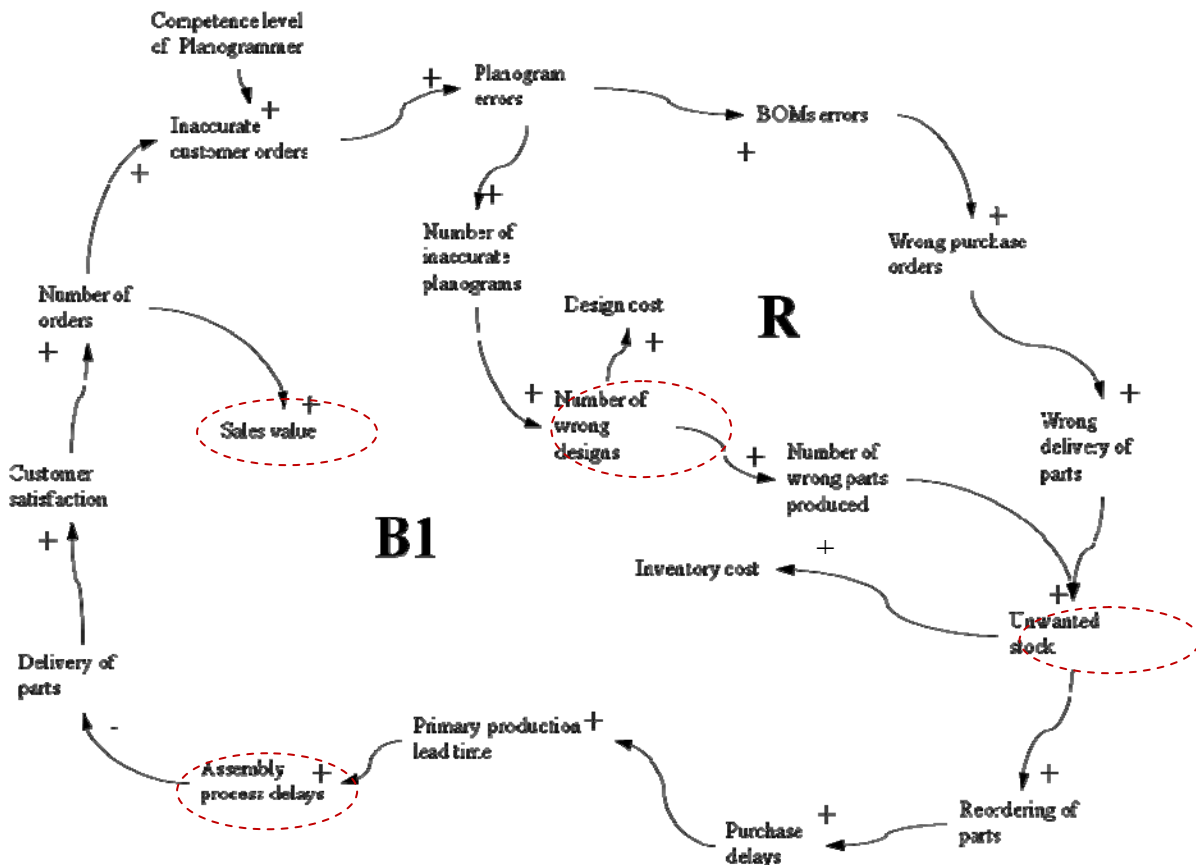 Competence level
of Planogrammer
+
+
Planogram
errors
Inaccurate
customer orders
+
BOMs errors
+
+
Number of
inaccurate
planograms
+
Wrong purchase
orders
Number of
orders
+
Design cost
+
R
+
Sales value
+
Number of
wrong
designs
+
Wrong
delivery of
parts
Customer
satisfaction
+
+
Number of
wrong parts
produced
B1
+
Inventory cost
+
Unwanted
stock
Delivery of
parts
-
Primary production
lead time
+
Assembly
process delays
+
+
Reordering of
parts
+
Purchase
delays